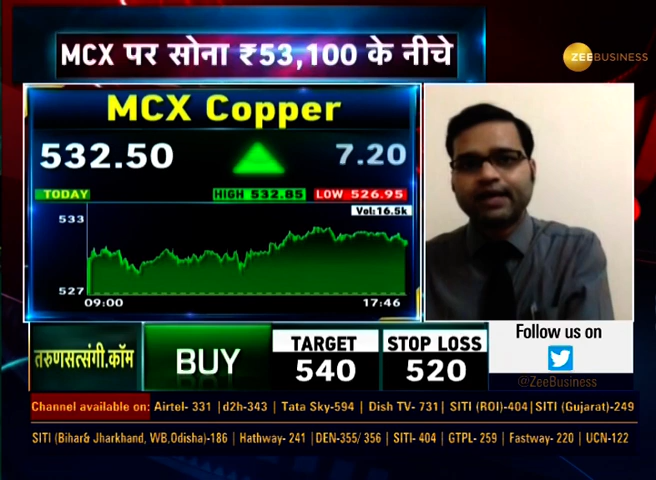 MCX पर सोना ₹53,100 के नीचे
ZEEBUSINESS
MCX Copper
532.50 7.20
TODAY HIGH 532.85 LOW 526.95
Vol:16.5k
533
527
09:00 17:46
तरुणसत्संगी.कॉम BUY TARGET 540 STOP LOSS 520
Follow us on
@ZeeBusiness
Channel available on: Airtel- 331 |d2h-343 | Tata Sky-594 | Dish TV- 731| SITI (ROI)-404|SITI (Gujarat)-249
SITI (Bihar& Jharkhand, WB,Odisha)-186 | Hathway- 241 |DEN-355/ 356 | SITI- 404 | GTPL- 259 | Fastway- 220 | UCN-122